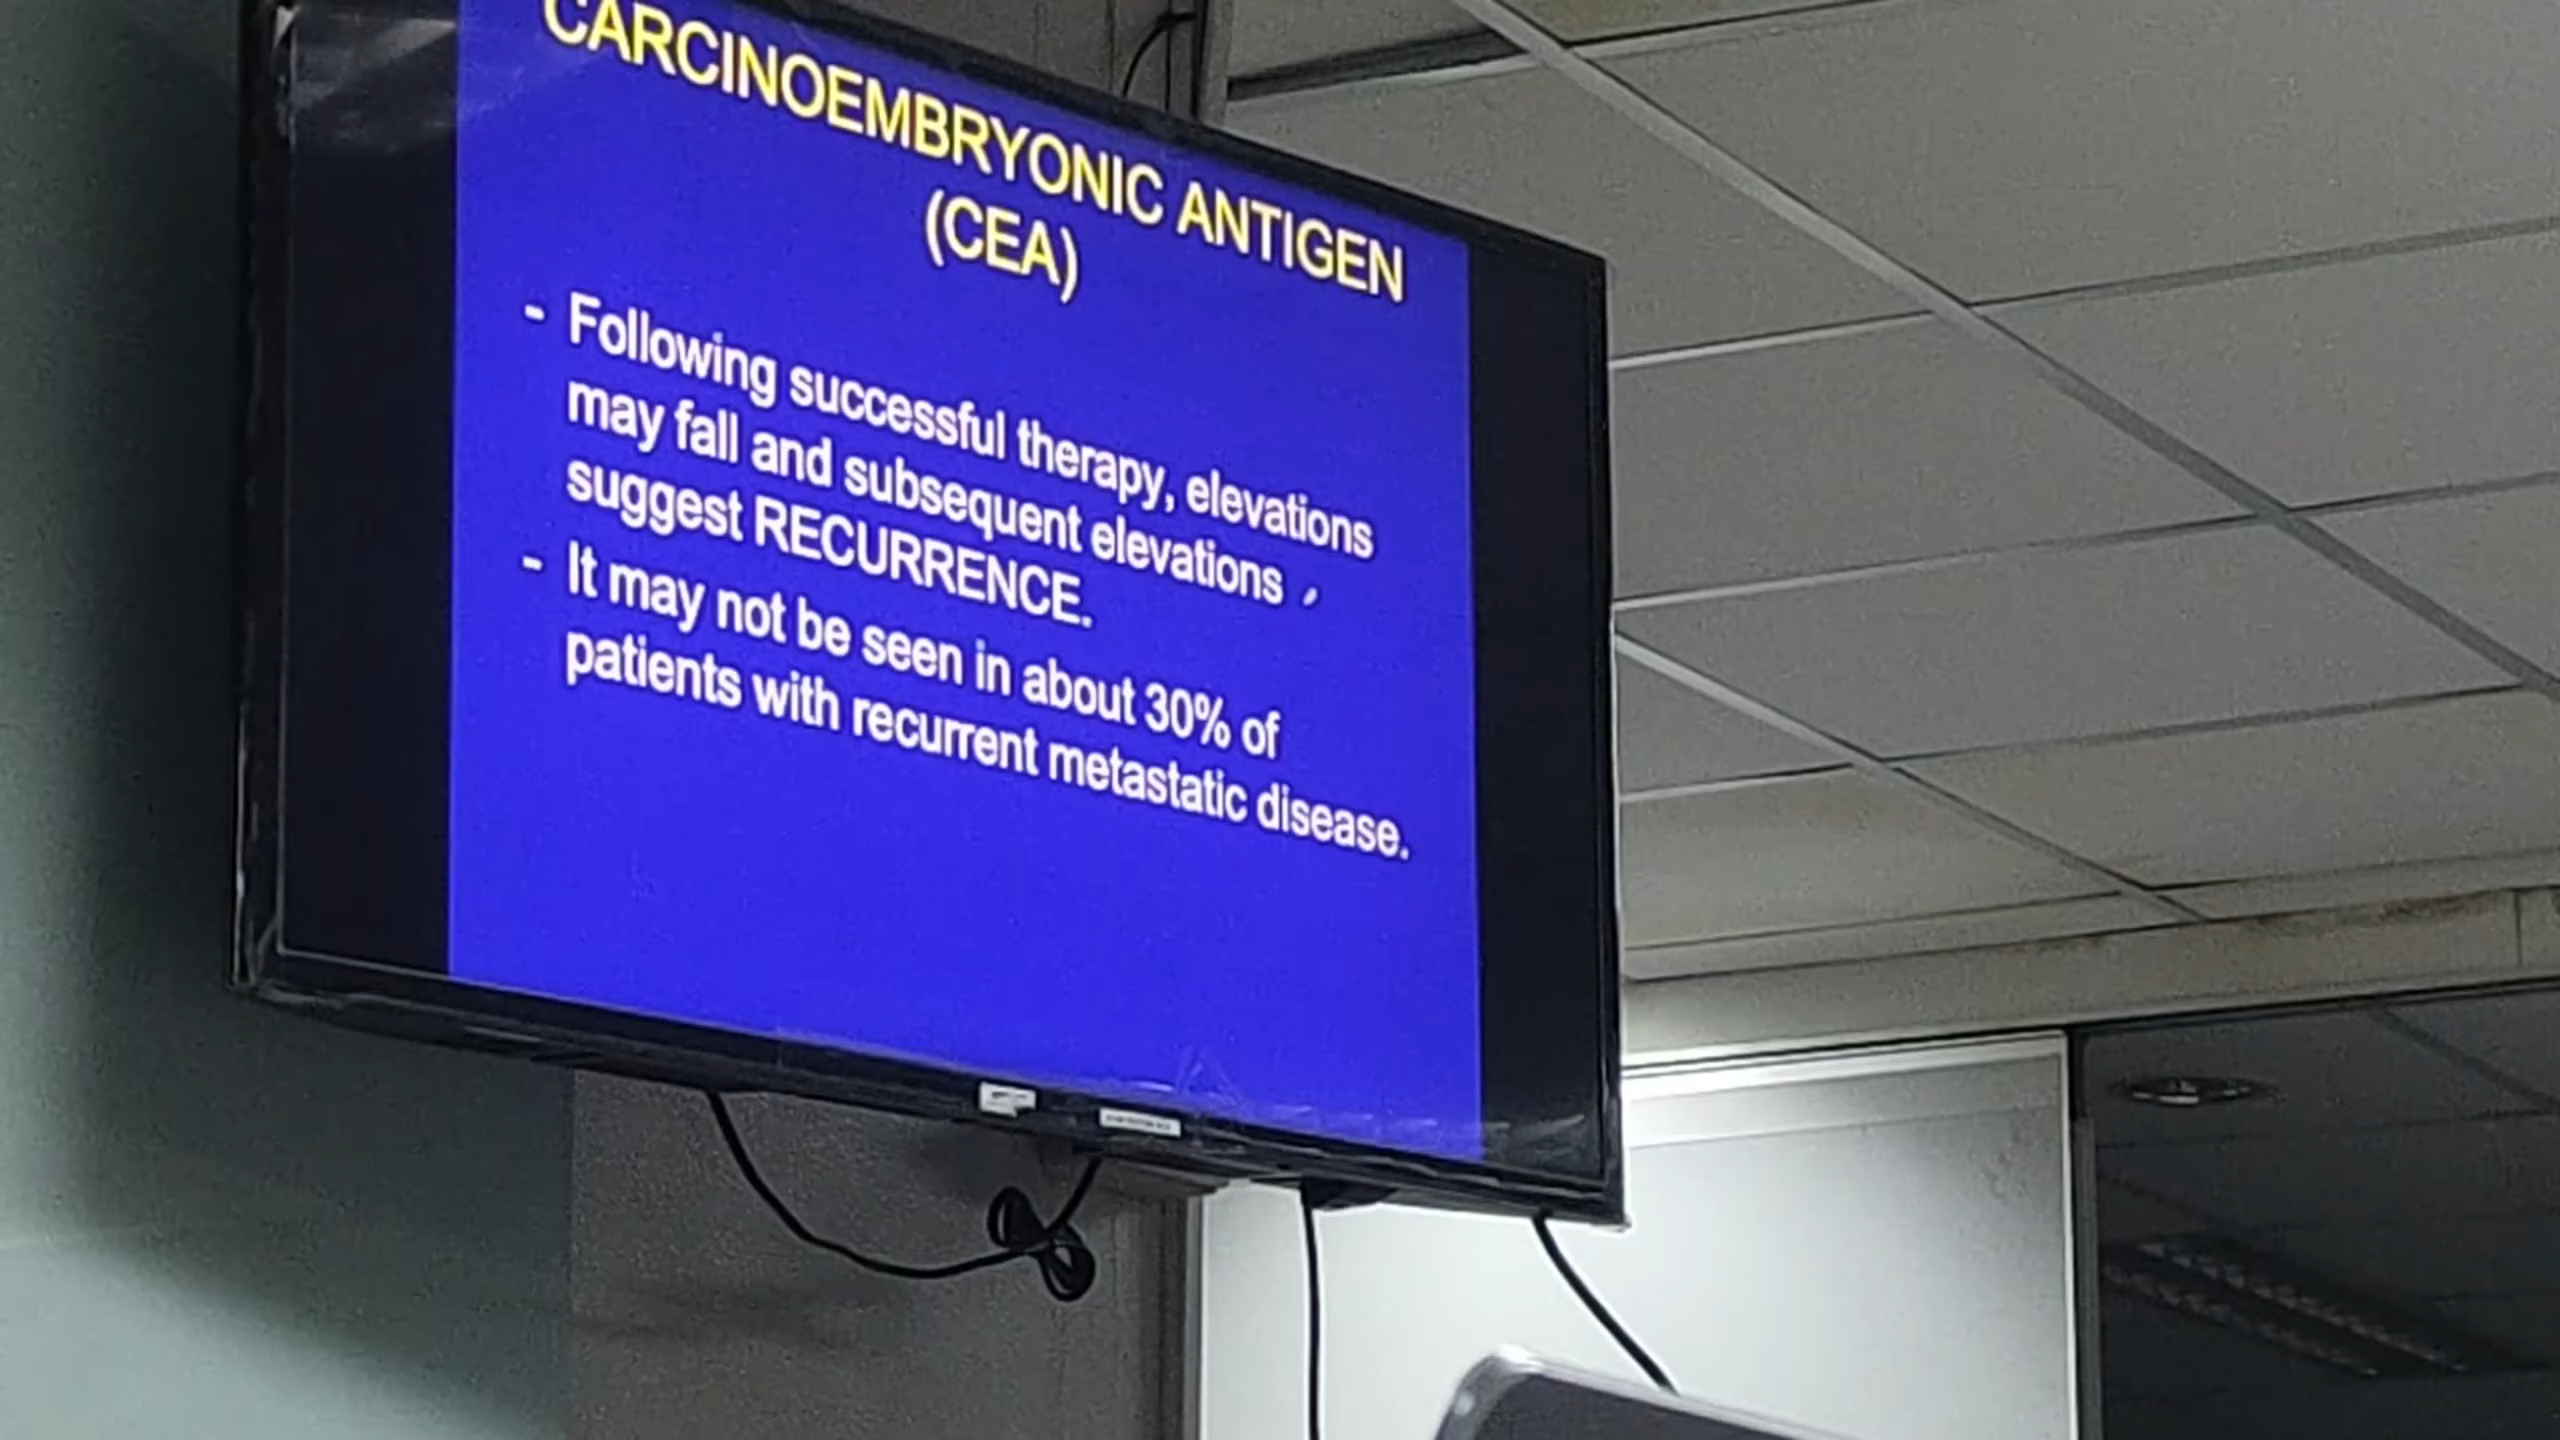 CARCINOEMBRYONIC ANTIGEN
(CEA)
- Following successful therapy, elevations
may fall and subsequent elevations
suggest RECURRENCE.
- It may not be seen in about 30% of
patients with recurrent metastatic disease.